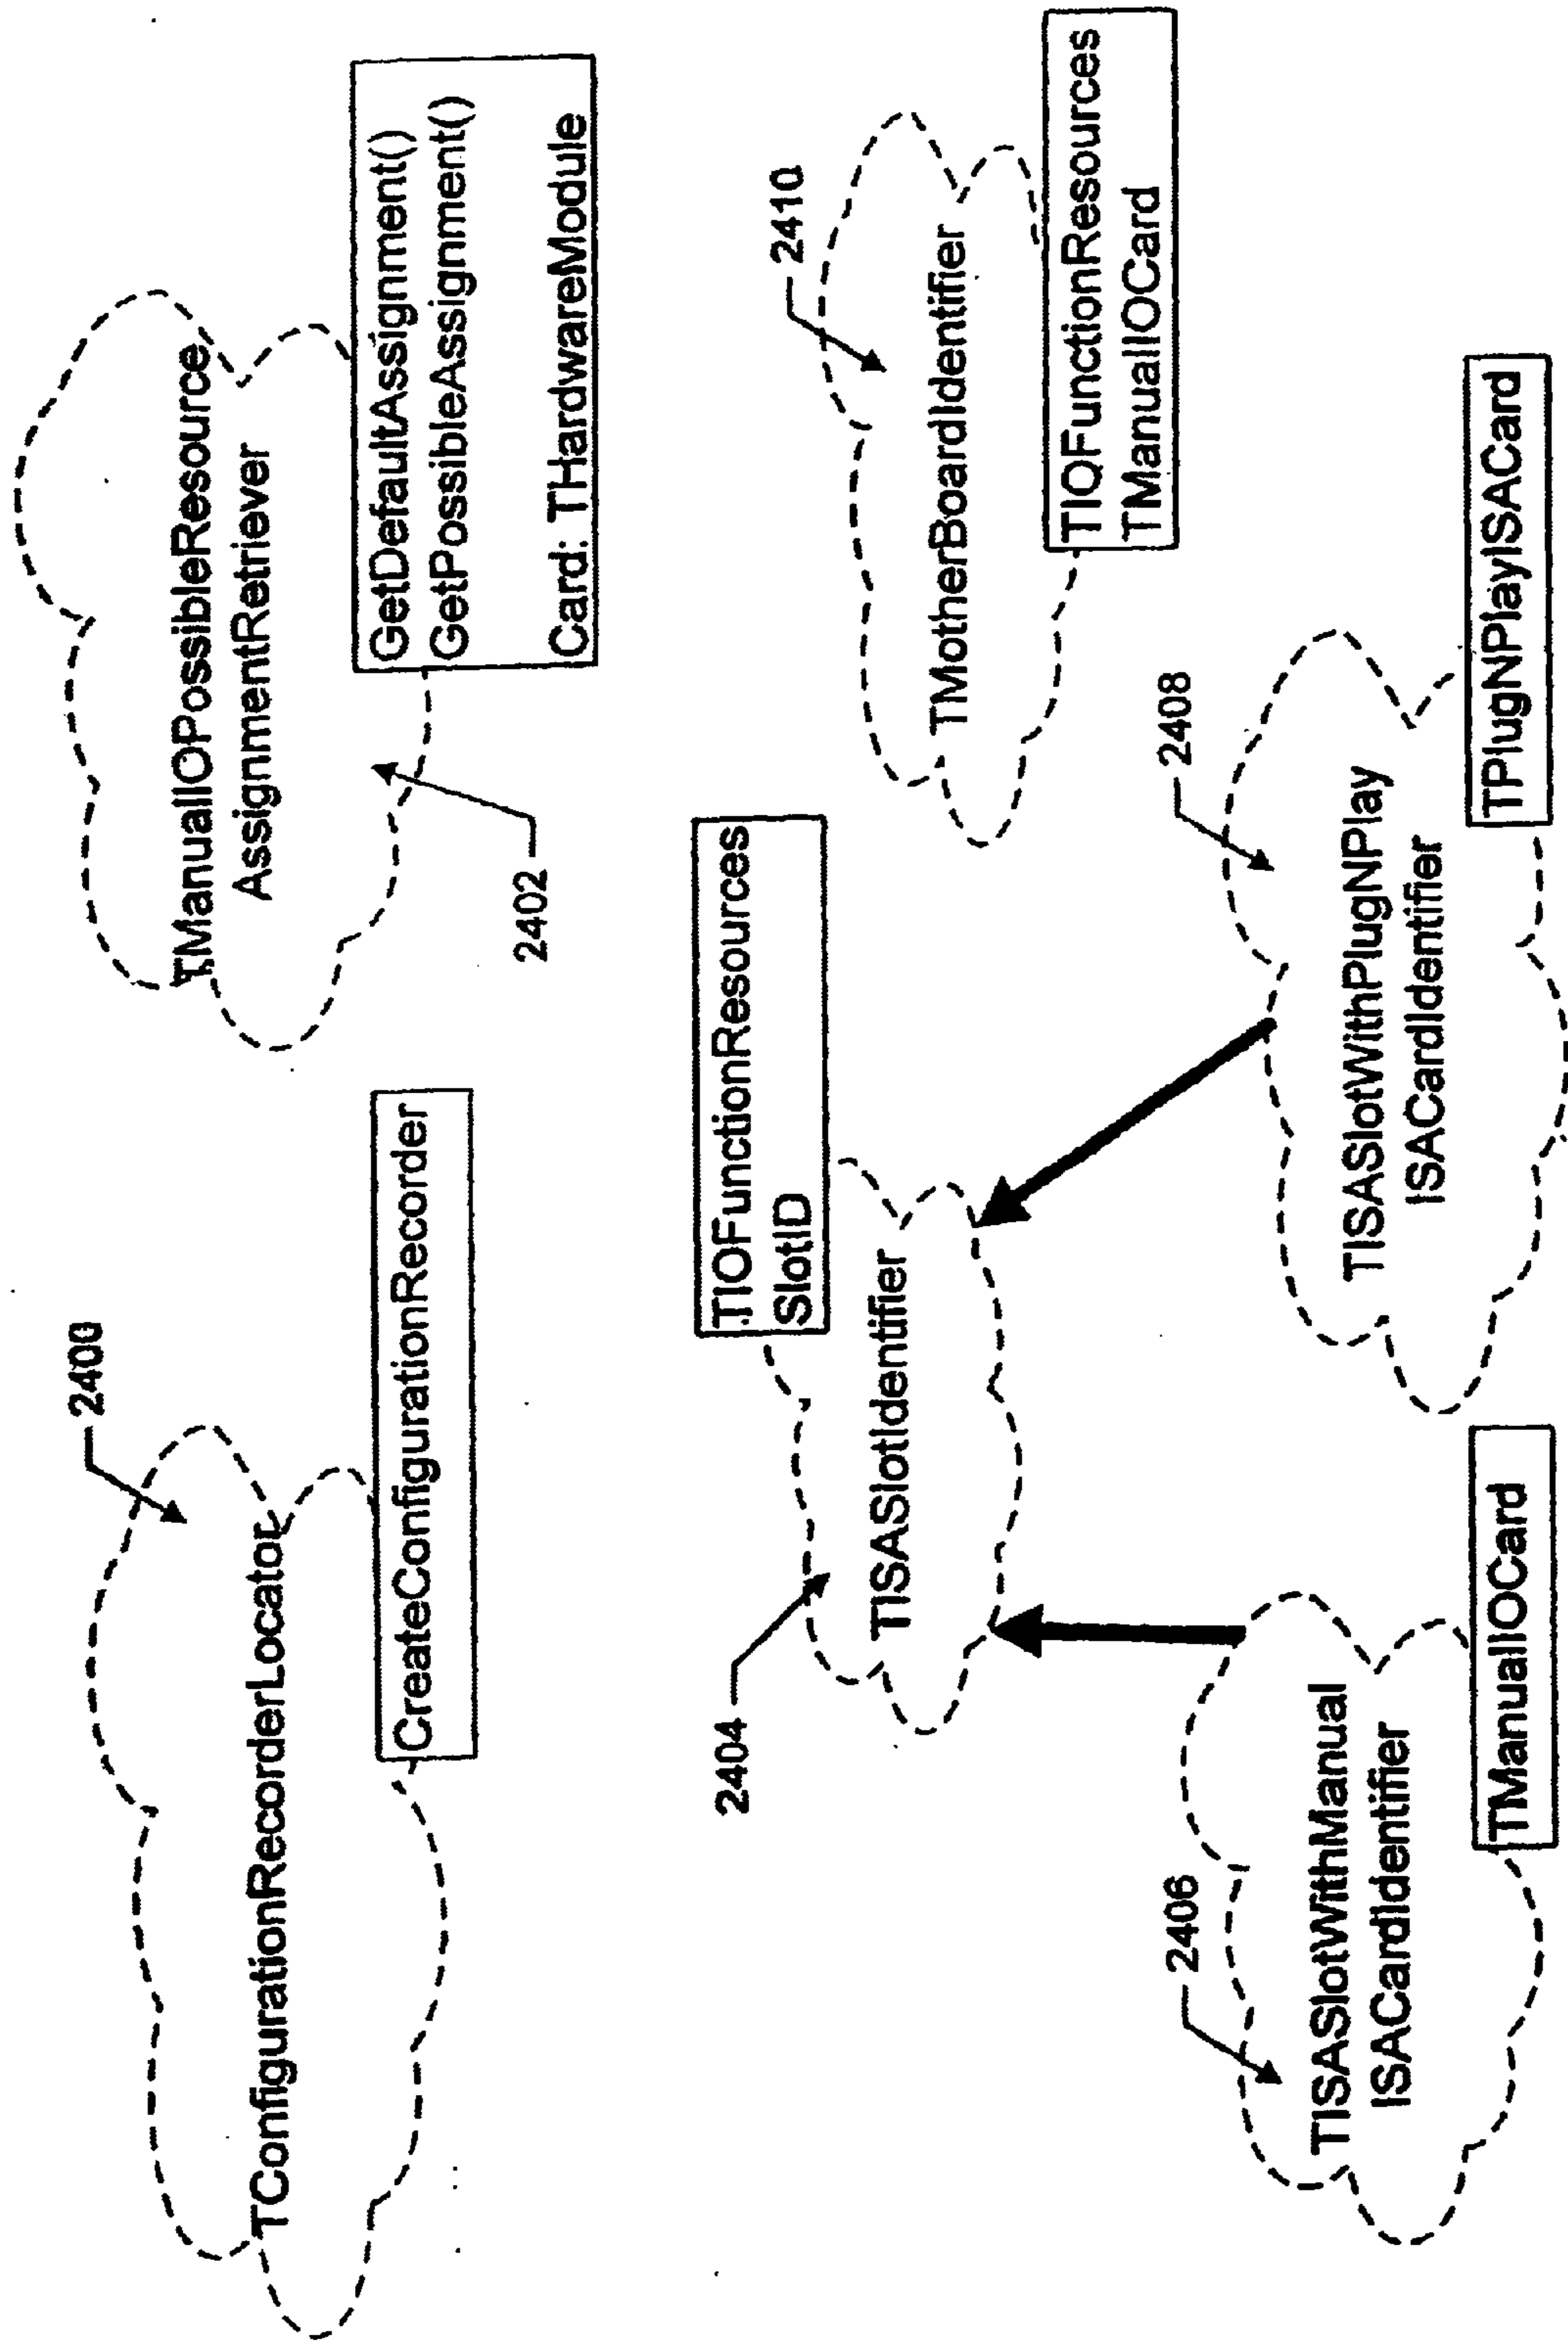 2400
TConfigurationRecorderLocator
CreateConfigurationRecorder
TManualIOPossibleResource
AssignmentRetriever
GetDefaultAssignment()
GetPossibleAssignment()
Card: THardwareModule
2402
TIOFunctionResources
SlotID
2404
TISASlotIdentifier
2410
TMotherBoardIdentifier
TIOFunctionResources
TManualIOCard
2406
TISASlotWithManual
ISACardIdentifier
TManualIOCard
2408
TISASlotWithPlugNPlay
ISACardIdentifier
TPlugNPlayISACard